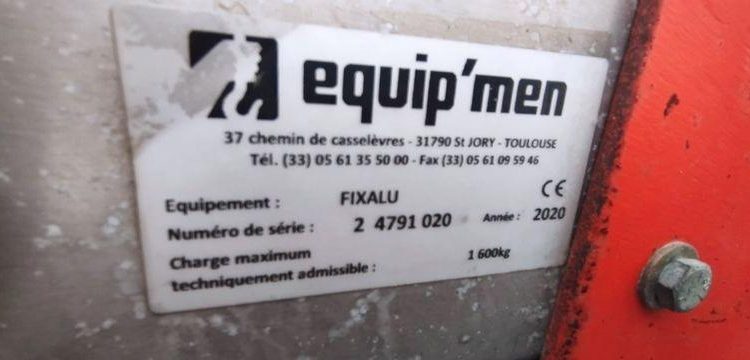 equip'men
37 chemin de casselèvres - 31790 St JORY - TOULOUSE
Tél. (33) 05 61 35 50 00 - Fax (33) 05 61 09 59 46
CE
Equipement : FIXALU
Numéro de série : 2 4791 020 Année : 2020
Charge maximum
techniquement admissible : 1 600kg